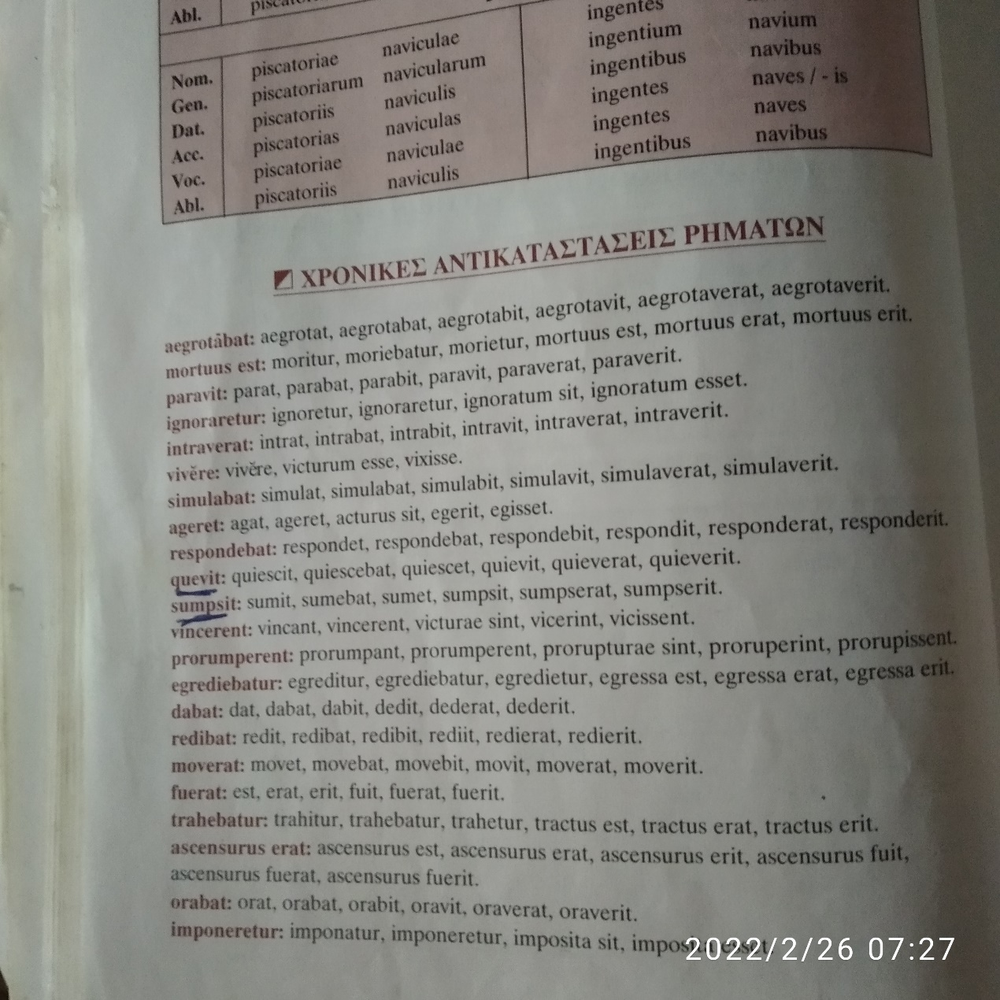 Abl.
ingentes
Nom. piscatoriae naviculae ingentium navium
Gen. piscatoriarum navicularum ingentibus navibus
Dat. piscatoriis naviculis ingentes naves / - is
Acc. piscatorias naviculas ingentes naves
Voc. piscatoriae naviculae ingentibus navibus
Abl. piscatoriis naviculis
ΧΡΟΝΙΚΕΣ ΑΝΤΙΚΑΤΑΣΤΑΣΕΙΣ ΡΗΜΑΤΩΝ
aegrotābat: aegrotat, aegrotabat, aegrotabit, aegrotavit, aegrotaverat, aegrotaverit.
mortuus est: moritur, moriebatur, morietur, mortuus est, mortuus erat, mortuus erit.
paravit: parat, parabat, parabit, paravit, paraverat, paraverit.
ignoraretur: ignoretur, ignoraretur, ignoratum sit, ignoratum esset.
intraverat: intrat, intrabat, intrabit, intravit, intraverat, intraverit.
vivĕre: vivĕre, victurum esse, vixisse.
simulabat: simulat, simulabat, simulabit, simulavit, simulaverat, simulaverit.
ageret: agat, ageret, acturus sit, egerit, egisset.
respondebat: respondet, respondebat, respondebit, respondit, responderat, responderit.
quevit: quiescit, quiescebat, quiescet, quievit, quieverat, quieverit.
sumpsit: sumit, sumebat, sumet, sumpsit, sumpserat, sumpserit.
vincerent: vincant, vincerent, victurae sint, vicerint, vicissent.
prorumperent: prorumpant, prorumperent, prorupturae sint, proruperint, prorupissent.
egrediebatur: egreditur, egrediebatur, egredietur, egressa est, egressa erat, egressa erit.
dabat: dat, dabat, dabit, dedit, dederat, dederit.
redibat: redit, redibat, redibit, rediit, redierat, redierit.
moverat: movet, movebat, movebit, movit, moverat, moverit.
fuerat: est, erat, erit, fuit, fuerat, fuerit.
trahebatur: trahitur, trahebatur, trahetur, tractus est, tractus erat, tractus erit.
ascensurus erat: ascensurus est, ascensurus erat, ascensurus erit, ascensurus fuit,
ascensurus fuerat, ascensurus fuerit.
orabat: orat, orabat, orabit, oravit, oraverat, oraverit.
imponeretur: imponatur, imponeretur, imposita sit,
2022/2/26 07:27